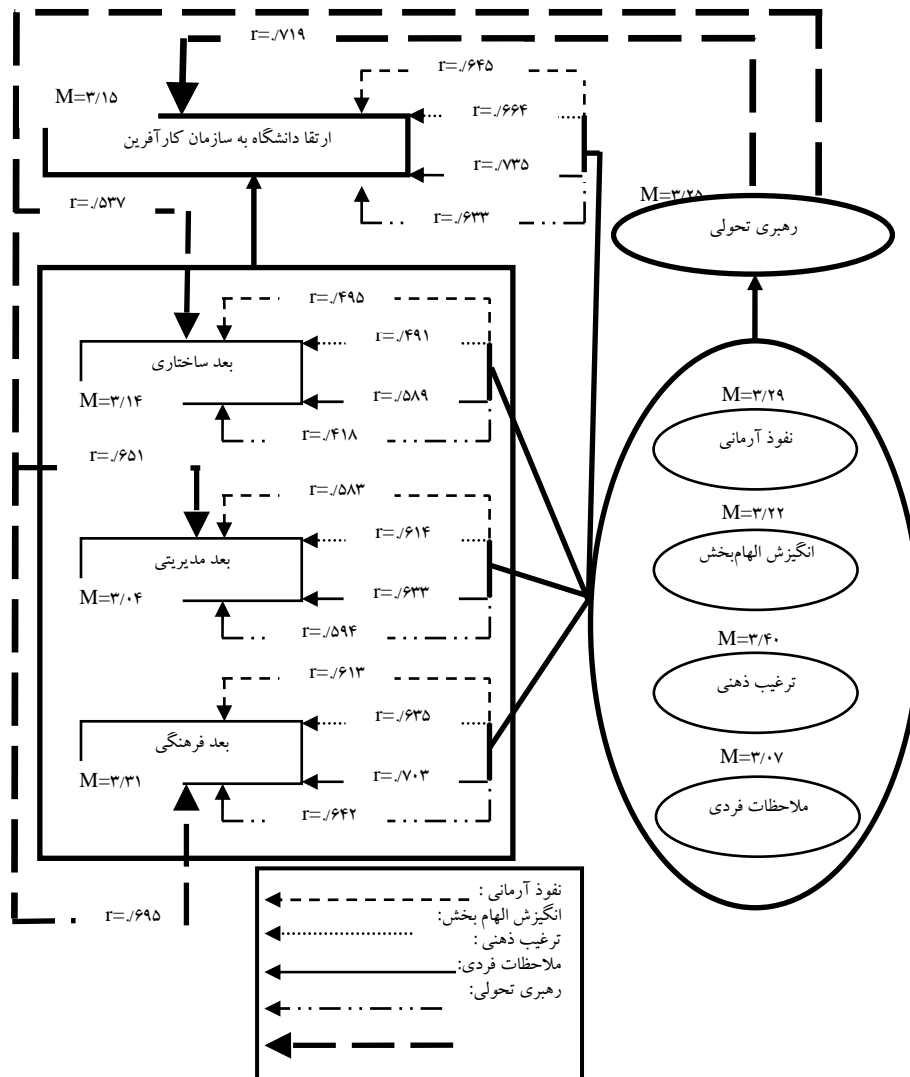 r=./۷۱۹
r=./۶۴۵
M=۳/۱۵
r=./۶۶۴
ارتقا دانشگاه به سازمان کارآفرین
r=./۷۳۵
r=./۶۳۳
r=./۵۳۷
M=۳/۲۵
رهبری تحولی
r=./۴۹۵
r=./۴۹۱
بعد ساختاری
M=۳/۱۴
r=./۵۸۹
r=./۴۱۸
M=۳/۲۹
نفوذ آرمانی
r=./۶۵۱
r=./۵۸۳
r=./۶۱۴
بعد مدیریتی
M=۳/۰۴
r=./۶۳۳
r=./۵۹۴
M=۳/۲۲
انگیزش الهام‌بخش
M=۳/۴۰
ترغیب ذهنی
r=./۶۱۳
r=./۶۳۵
بعد فرهنگی
M=۳/۳۱
r=./۷۰۳
r=./۶۴۲
M=۳/۰۷
ملاحظات فردی
r=./۶۹۵
نفوذ آرمانی :
انگیزش الهام بخش:
ترغیب ذهنی :
ملاحظات فردی:
رهبری تحولی: